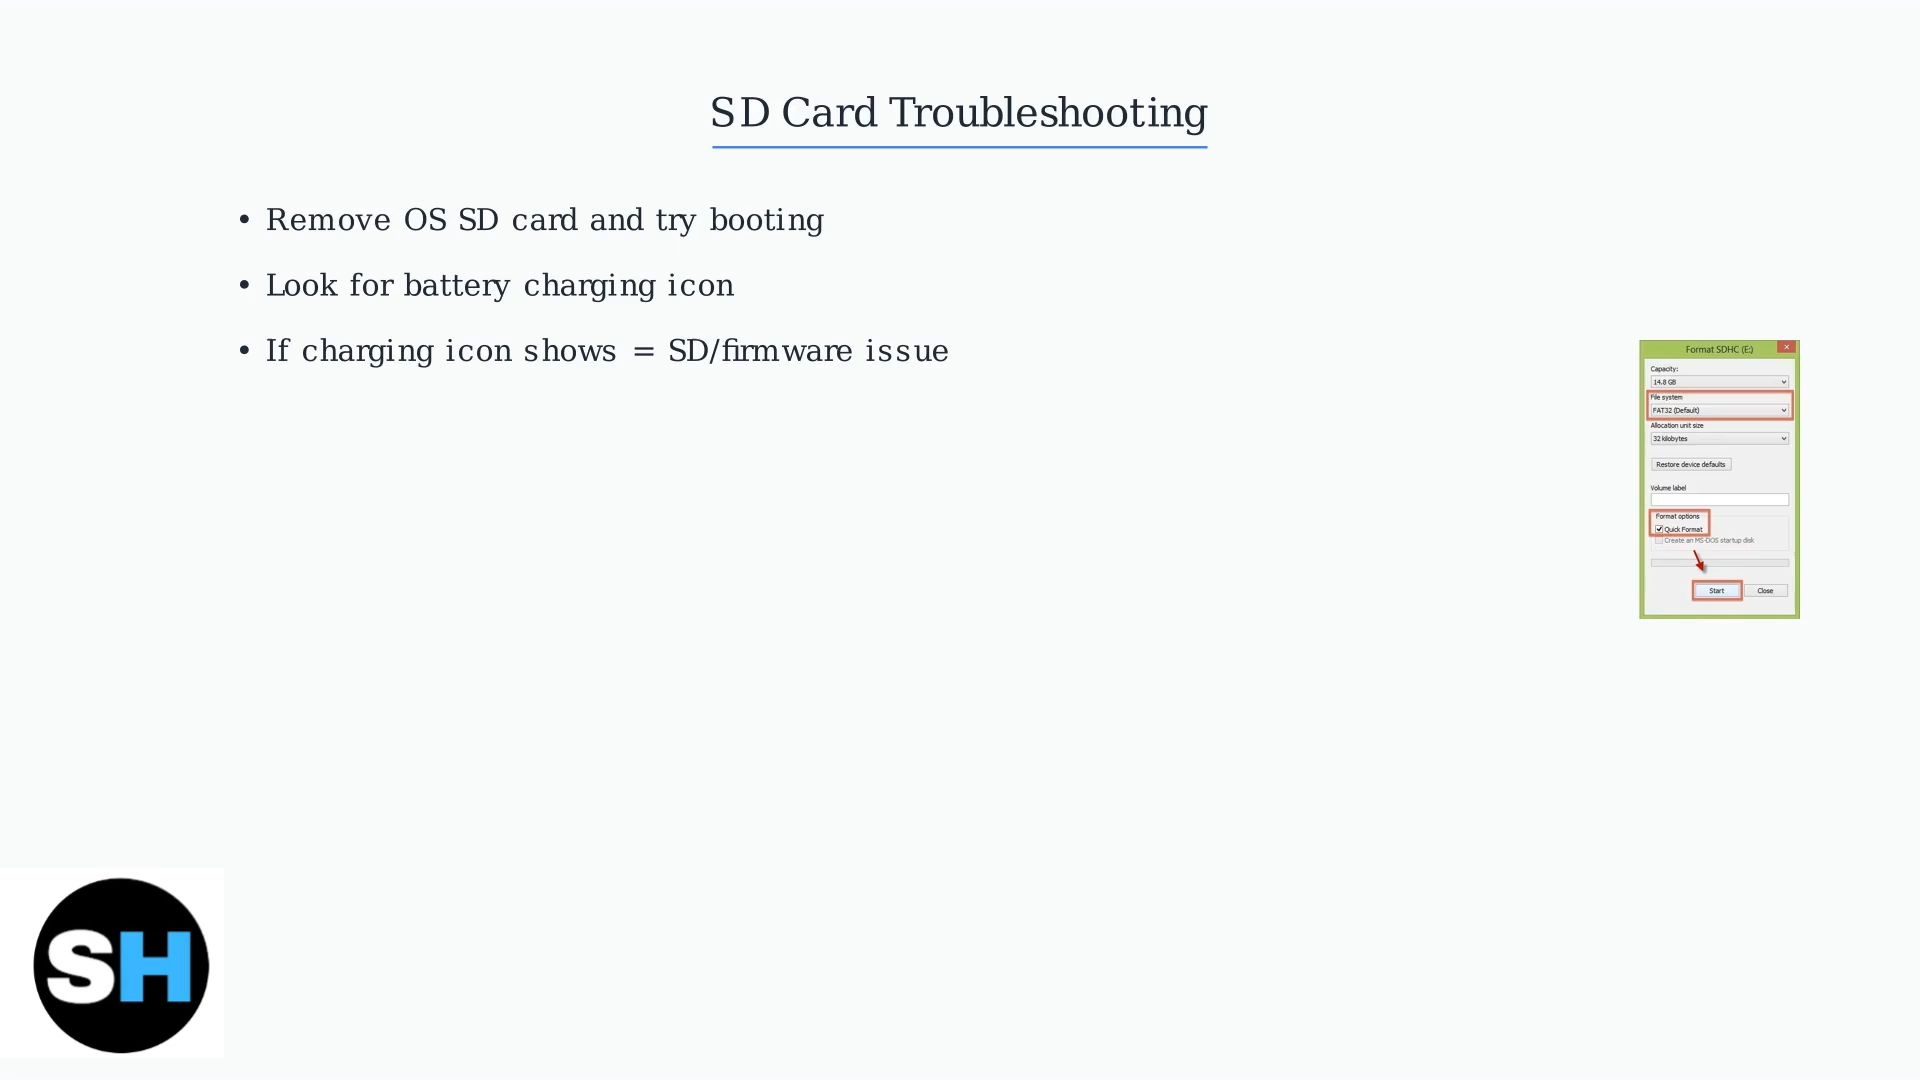 SD Card Troubleshooting
• Remove OS SD card and try booting
• Look for battery charging icon
• If charging icon shows = SD/firmware issue
Format SDHC (E:)
Capacity:
14.8 GB
File system
FAT32 (Default)
Allocation unit size
32 kilobytes
Restore device defaults
Volume label
Format options
Quick Format
Create an MS-DOS startup disk
Start Close
SH